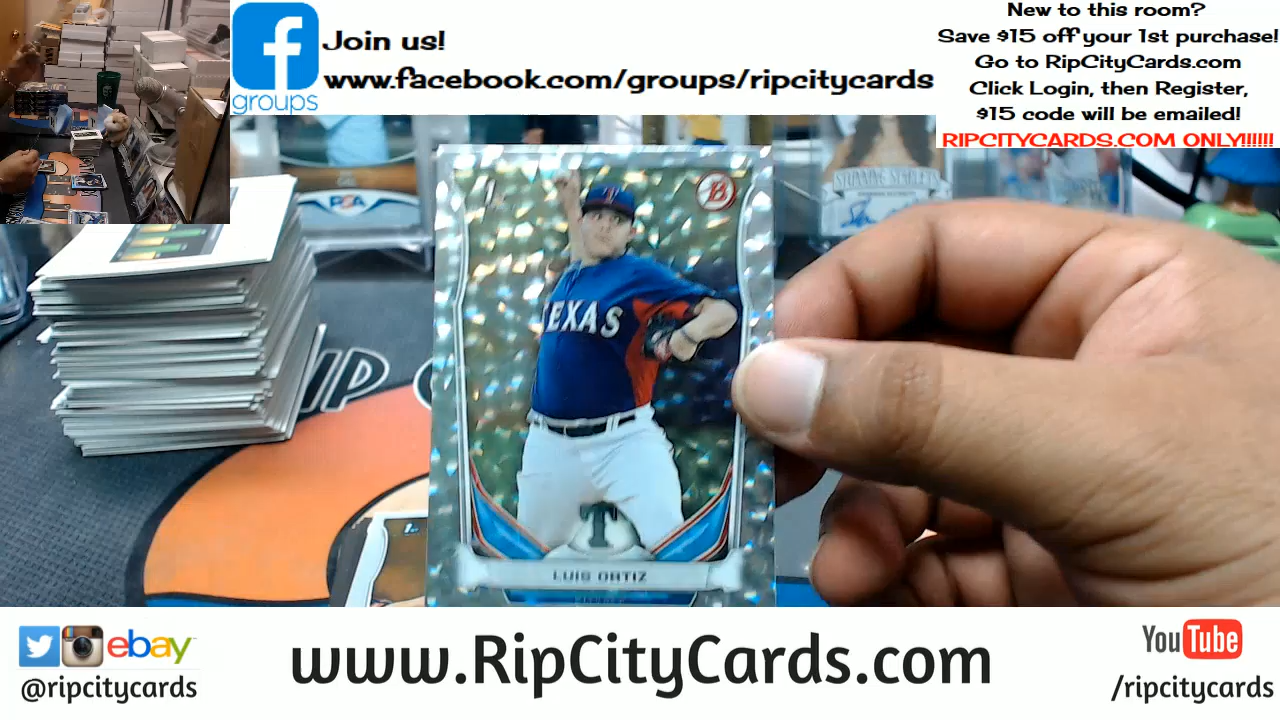 Join us!
www.facebook.com/groups/ripcitycards
groups
New to this room?
Save $15 off your 1st purchase!
Go to RipCityCards.com
Click Login, then Register,
$15 code will be emailed!
RIPCITYCARDS.COM ONLY!!!!!!
PSA
B
TEXAS
T
LUIS ORTIZ
ebay
@ripcitycards
www.RipCityCards.com
YouTube
/ripcitycards